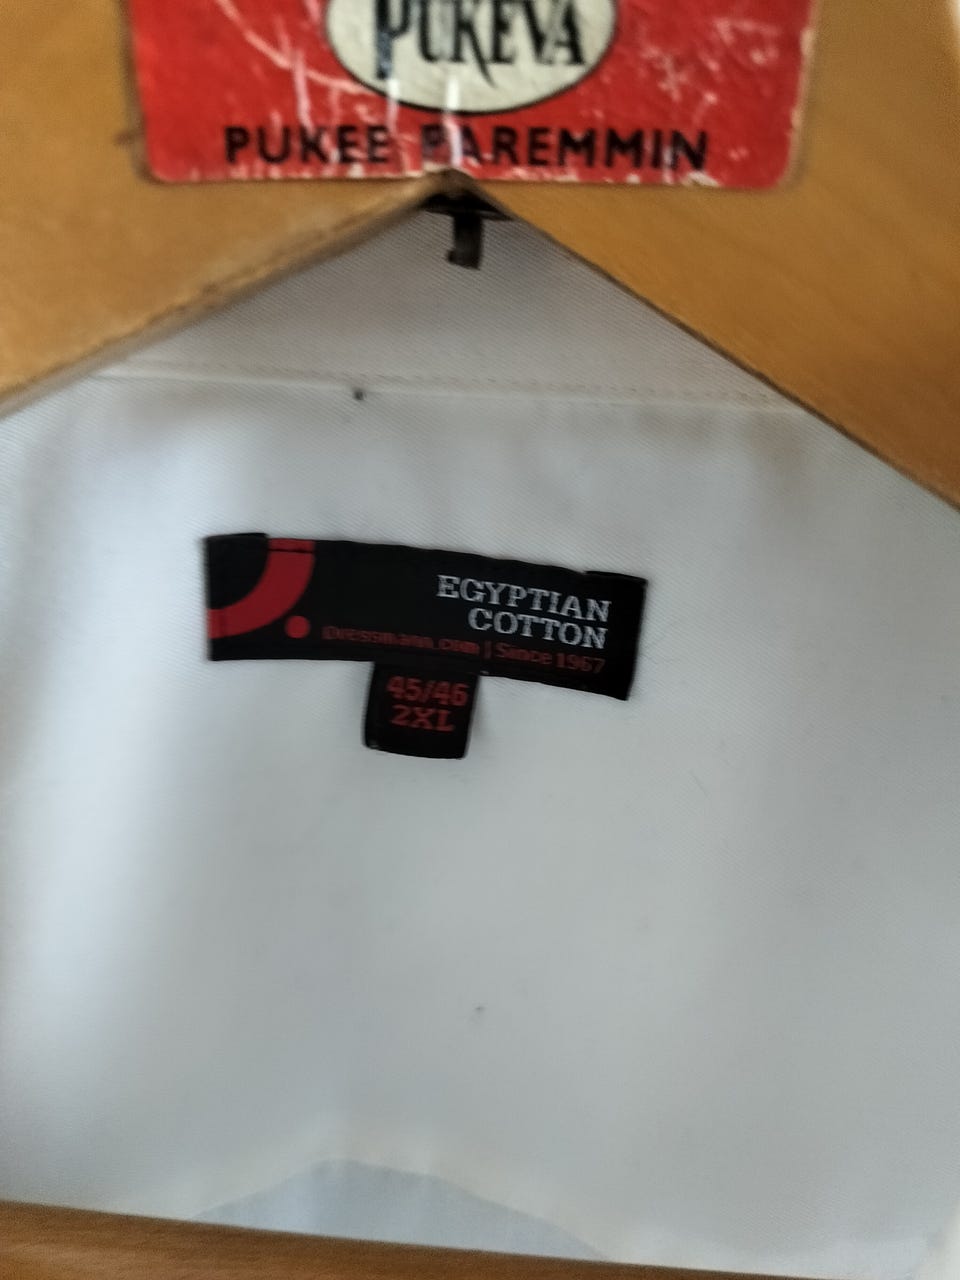 PUKEVA
PUKEE PAREMMIN
EGYPTIAN
COTTON
Dressmann.com | Since 1967
45/46
2XL